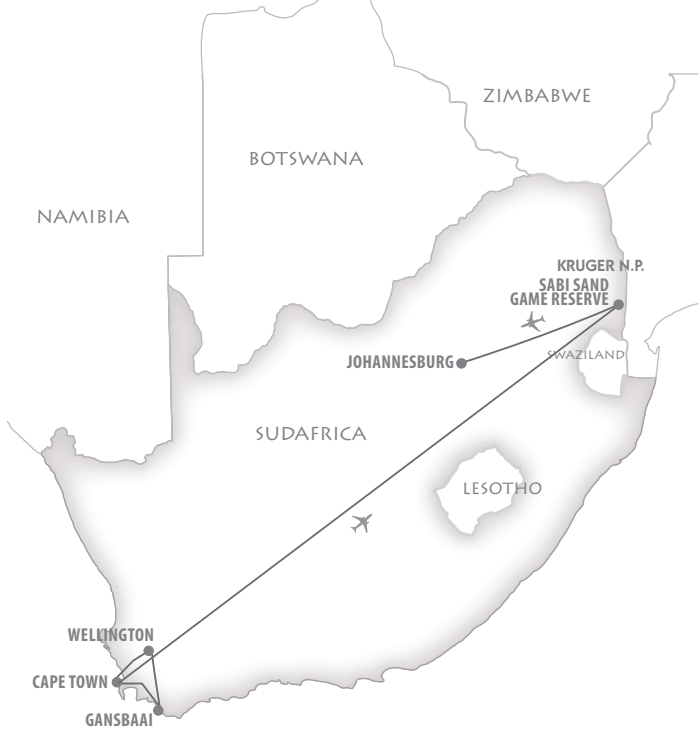 ZIMBABWE
BOTSWANA
NAMIBIA
KRUGER N.P.
SABI SAND
GAME RESERVE
SWAZILAND
JOHANNESBURG
SUDAFRICA
LESOTHO
WELLINGTON
CAPE TOWN
GANSBAAI